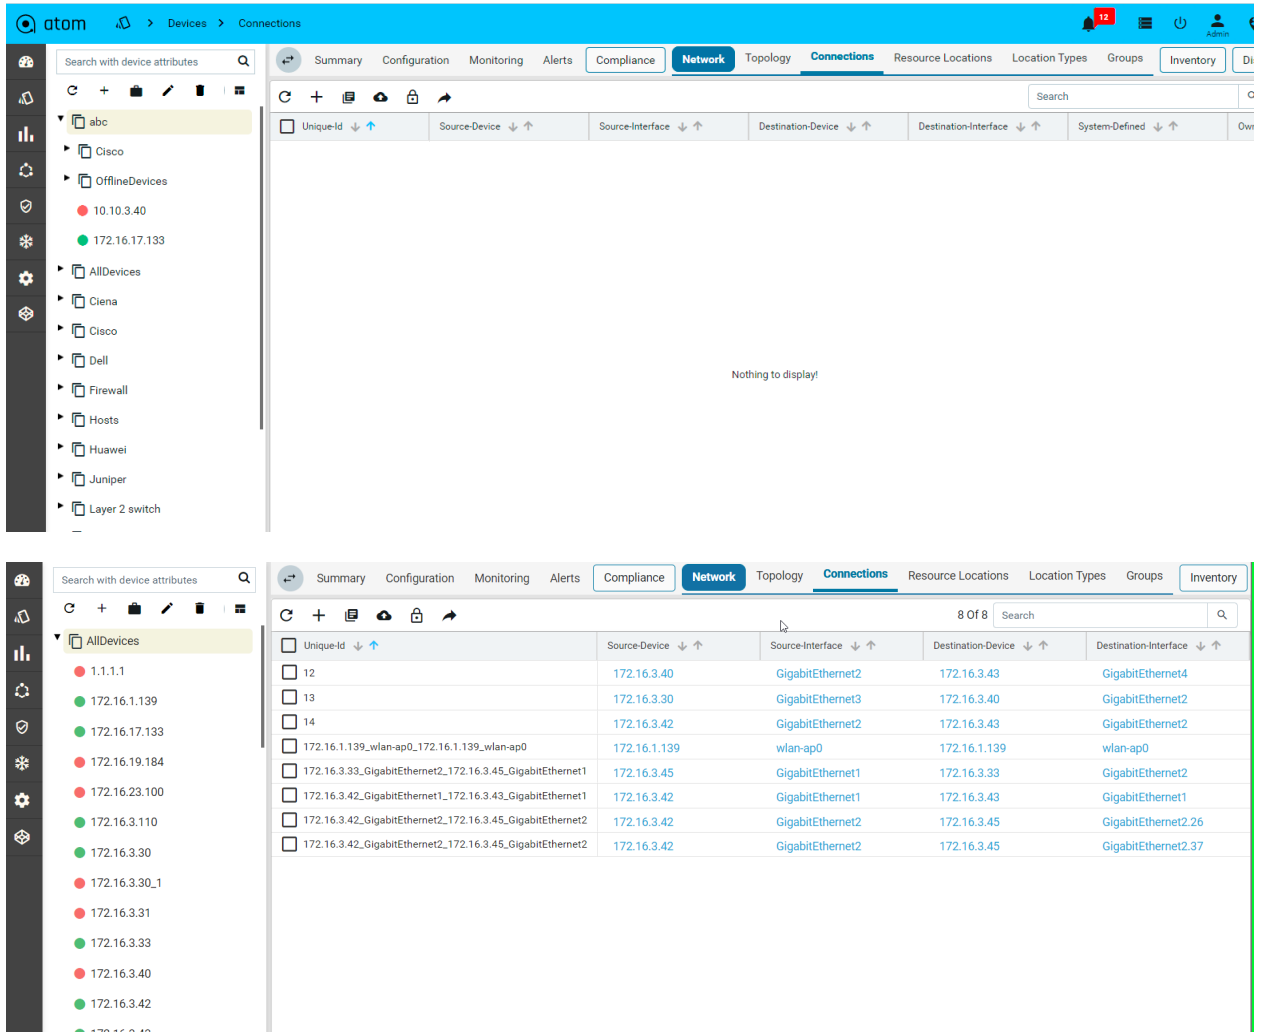 atom > Devices > Connections 12 Admin
Search with device attributes Summary Configuration Monitoring Alerts Compliance Network Topology Connections Resource Locations Location Types Groups Inventory Di
Search
Unique-Id Source-Device Source-Interface Destination-Device Destination-Interface System-Defined Own
abc
Cisco
OfflineDevices
10.10.3.40
172.16.17.133
AllDevices
Ciena
Cisco
Dell
Firewall
Hosts
Huawei
Juniper
Layer 2 switch
Nothing to display!
Search with device attributes Summary Configuration Monitoring Alerts Compliance Network Topology Connections Resource Locations Location Types Groups Inventory
8 Of 8 Search
Unique-Id Source-Device Source-Interface Destination-Device Destination-Interface
12 172.16.3.40 GigabitEthernet2 172.16.3.43 GigabitEthernet4
13 172.16.3.30 GigabitEthernet3 172.16.3.40 GigabitEthernet2
14 172.16.3.42 GigabitEthernet2 172.16.3.43 GigabitEthernet2
172.16.1.139_wlan-ap0_172.16.1.139_wlan-ap0 172.16.1.139 wlan-ap0 172.16.1.139 wlan-ap0
172.16.3.33_GigabitEthernet2_172.16.3.45_GigabitEthernet1 172.16.3.45 GigabitEthernet1 172.16.3.33 GigabitEthernet2
172.16.3.42_GigabitEthernet1_172.16.3.43_GigabitEthernet1 172.16.3.42 GigabitEthernet1 172.16.3.43 GigabitEthernet1
172.16.3.42_GigabitEthernet2_172.16.3.45_GigabitEthernet2 172.16.3.42 GigabitEthernet2 172.16.3.45 GigabitEthernet2.26
172.16.3.42_GigabitEthernet2_172.16.3.45_GigabitEthernet2 172.16.3.42 GigabitEthernet2 172.16.3.45 GigabitEthernet2.37
AllDevices
1.1.1.1
172.16.1.139
172.16.17.133
172.16.19.184
172.16.23.100
172.16.3.110
172.16.3.30
172.16.3.30_1
172.16.3.31
172.16.3.33
172.16.3.40
172.16.3.42